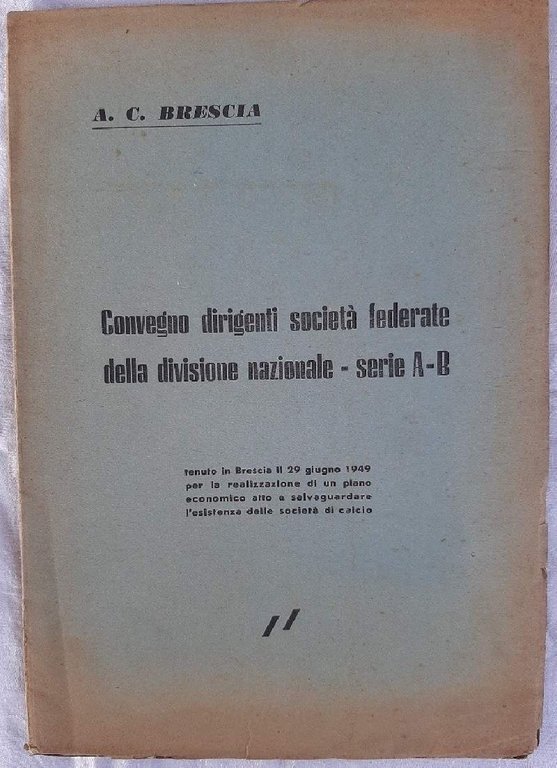 A. C. BRESCIA
Convegno dirigenti società federate
della divisione nazionale - serie A-B
tenuto in Brescia il 29 giugno 1949
per la realizzazione di un piano
economico atto a salvaguardare
l'esistenza delle società di calcio